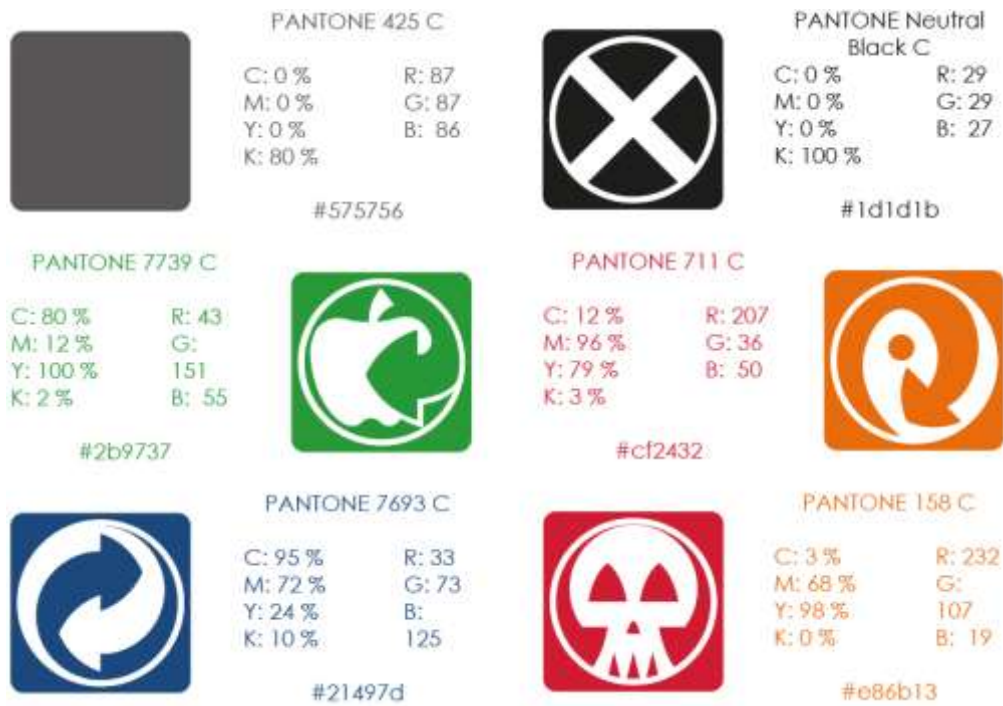 PANTONE 425 C
C: 0 % R: 87
M: 0 % G: 87
Y: 0 % B: 86
K: 80 %
#575756
PANTONE Neutral
Black C
C: 0 % R: 29
M: 0 % G: 29
Y: 0 % B: 27
K: 100 %
#1d1d1b
PANTONE 7739 C
C: 80 % R: 43
M: 12 % G:
Y: 100 % 151
K: 2 % B: 55
#2b9737
PANTONE 711 C
C: 12 % R: 207
M: 96 % G: 36
Y: 79 % B: 50
K: 3 %
#cf2432
PANTONE 7693 C
C: 95 % R: 33
M: 72 % G: 73
Y: 24 % B:
K: 10 % 125
#21497d
PANTONE 158 C
C: 3 % R: 232
M: 68 % G:
Y: 98 % 107
K: 0 % B: 19
#e86b13